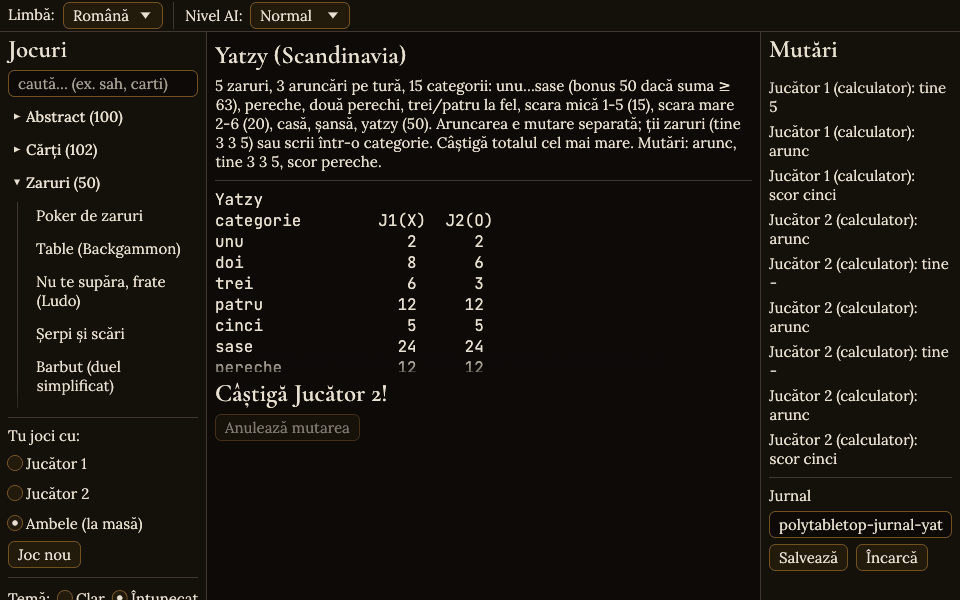 Limbă: Română ▼ Nivel AI: Normal ▼
Jocuri
caută... (ex. sah, carti)
▸ Abstract (100)
▸ Cărți (102)
▾ Zaruri (50)
Poker de zaruri
Table (Backgammon)
Nu te supăra, frate
(Ludo)
Șerpi și scări
Barbut (duel
simplificat)
Tu joci cu:
Jucător 1
Jucător 2
Ambele (la masă)
Joc nou
Temă: Clar Întunecat
Yatzy (Scandinavia)
5 zaruri, 3 aruncări pe tură, 15 categorii: unu...sase (bonus 50 dacă suma ≥
63), pereche, două perechi, trei/patru la fel, scara mică 1-5 (15), scara mare
2-6 (20), casă, șansă, yatzy (50). Aruncarea e mutare separată; ții zaruri (tine
3 3 5) sau scrii într-o categorie. Câștigă totalul cel mai mare. Mutări: arunc,
tine 3 3 5, scor pereche.
Yatzy
categorie J1(X) J2(O)
unu 2 2
doi 8 6
trei 6 3
patru 12 12
cinci 5 5
sase 24 24
pereche 12 12
Câștigă Jucător 2!
Anulează mutarea
Mutări
Jucător 1 (calculator): tine
5
Jucător 1 (calculator):
arunc
Jucător 1 (calculator):
scor cinci
Jucător 2 (calculator):
arunc
Jucător 2 (calculator): tine
-
Jucător 2 (calculator):
arunc
Jucător 2 (calculator): tine
-
Jucător 2 (calculator):
arunc
Jucător 2 (calculator):
scor cinci
Jurnal
polytabletop-jurnal-yat
Salvează Încarcă